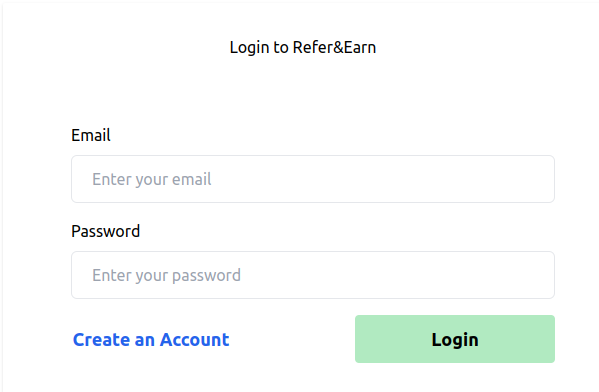 Login to Refer&Earn
Email
Enter your email
Password
Enter your password
Create an Account Login